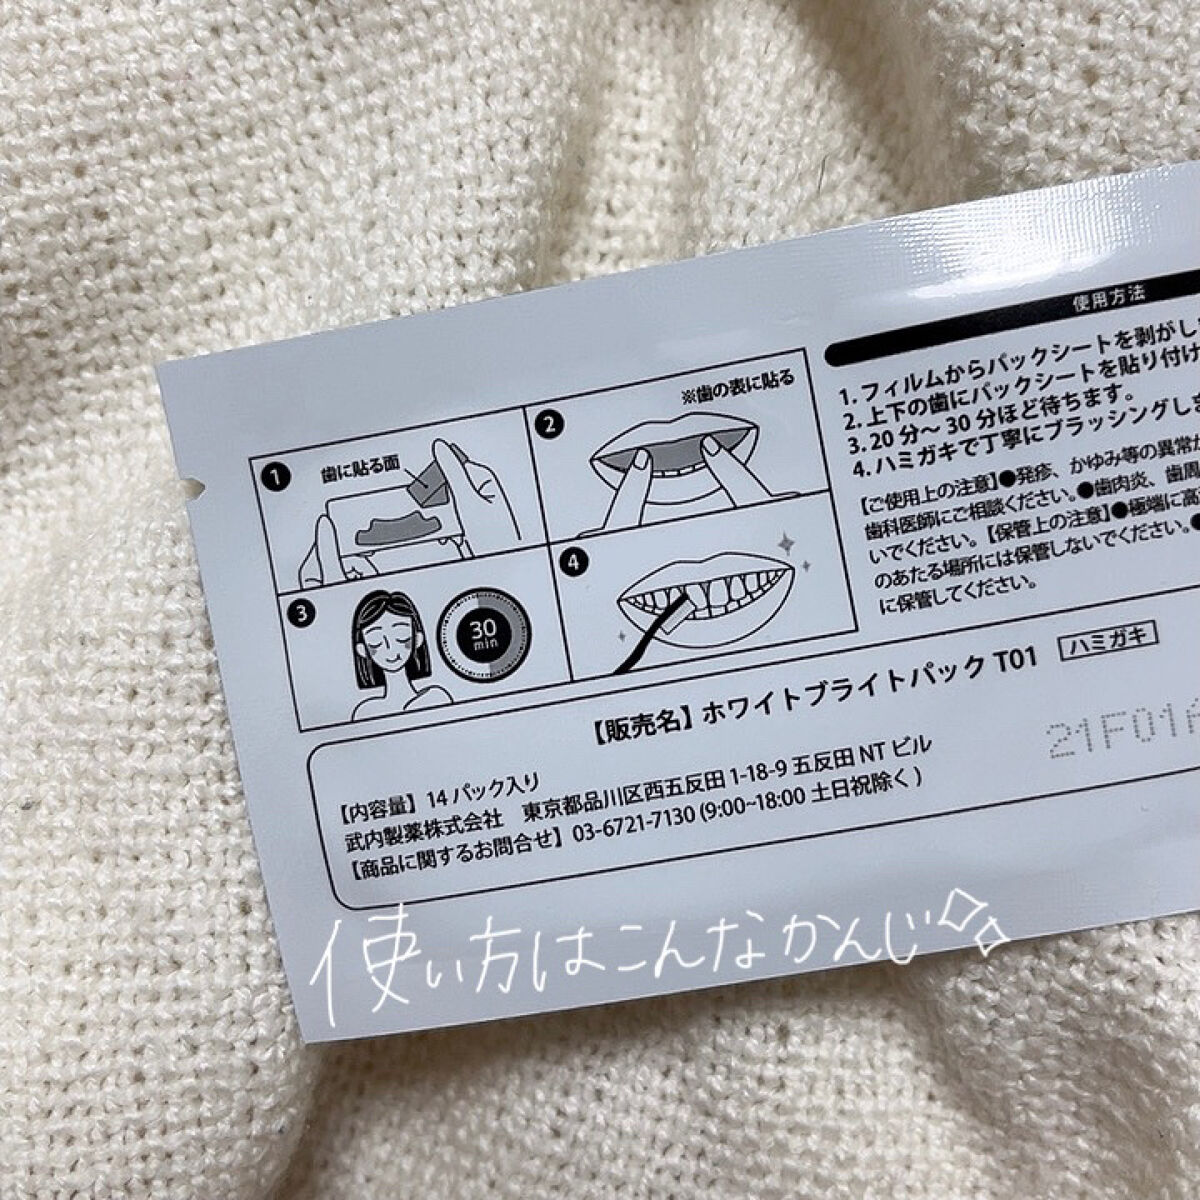 使用方法
1.フィルムからパックシートを剥がし
2.上下の歯にパックシートを貼り付け
3.20分〜30分ほど待ちます。
4.ハミガキで丁寧にブラッシングしま
【ご使用上の注意】●発疹、かゆみ等の異常が
歯科医師にご相談ください。●歯肉炎、歯周
いでください。【保管上の注意】●極端に高
のあたる場所には保管しないでください。●
に保管してください。
1
歯に貼る面
2
※歯の表に貼る
3
30
min
4
【販売名】ホワイトブライトパック T01 ハミガキ
21F01
【内容量】14パック入り
武内製薬株式会社 東京都品川区西五反田1-18-9 五反田NTビル
【商品に関するお問合せ】03-6721-7130 (9:00~18:00 土日祝除く)
使い方はこんなかんじ